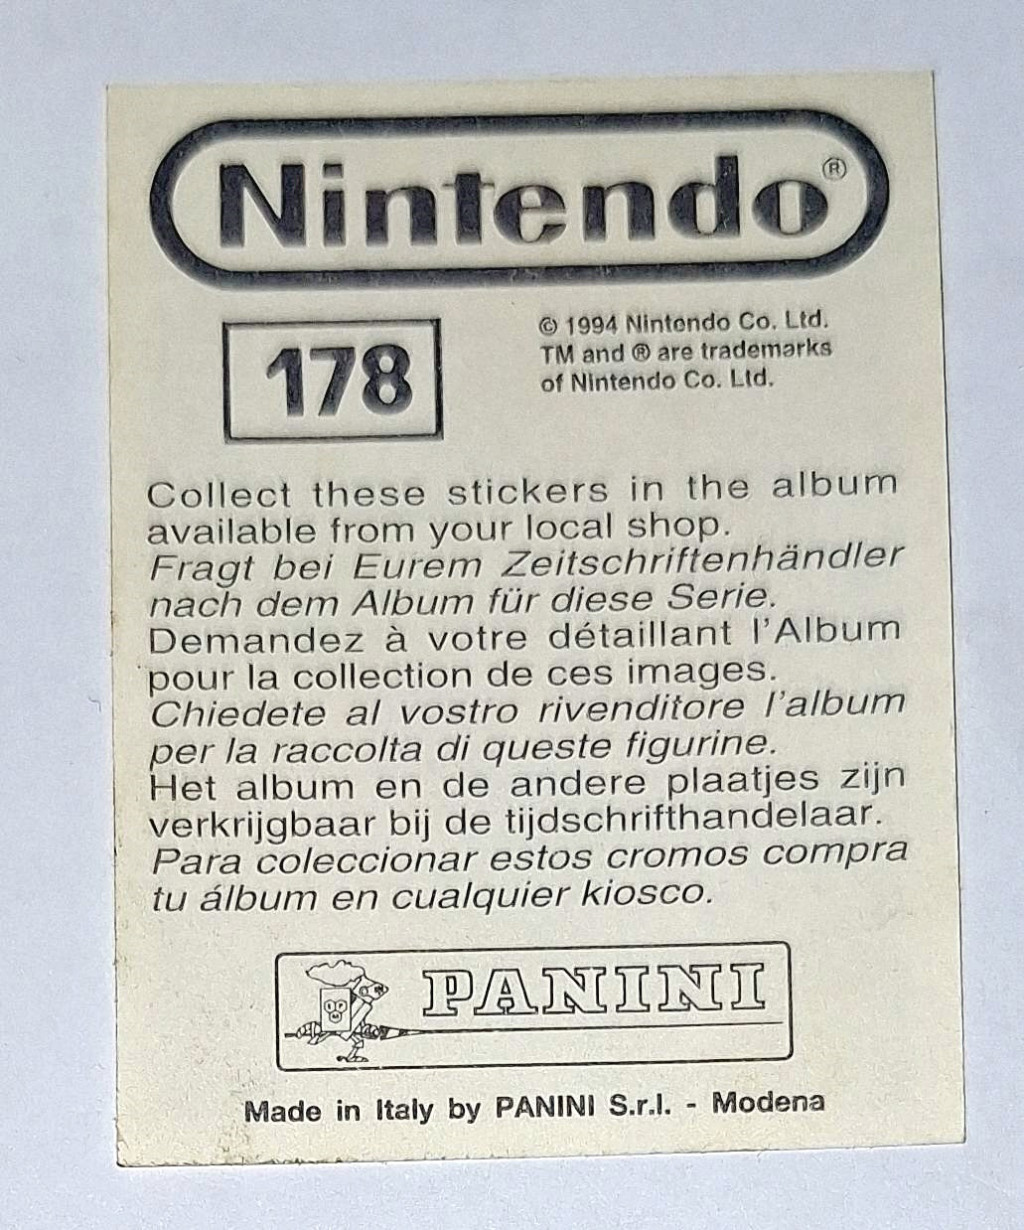 Nintendo®
178
© 1994 Nintendo Co. Ltd.
TM and ® are trademarks
of Nintendo Co. Ltd.
Collect these stickers in the album
available from your local shop.
Fragt bei Eurem Zeitschriftenhändler
nach dem Album für diese Serie.
Demandez à votre détaillant l'Album
pour la collection de ces images.
Chiedete al vostro rivenditore l'album
per la raccolta di queste figurine.
Het album en de andere plaatjes zijn
verkrijgbaar bij de tijdschrifthandelaar.
Para coleccionar estos cromos compra
tu álbum en cualquier kiosco.
PANINI
Made in Italy by PANINI S.r.l. - Modena